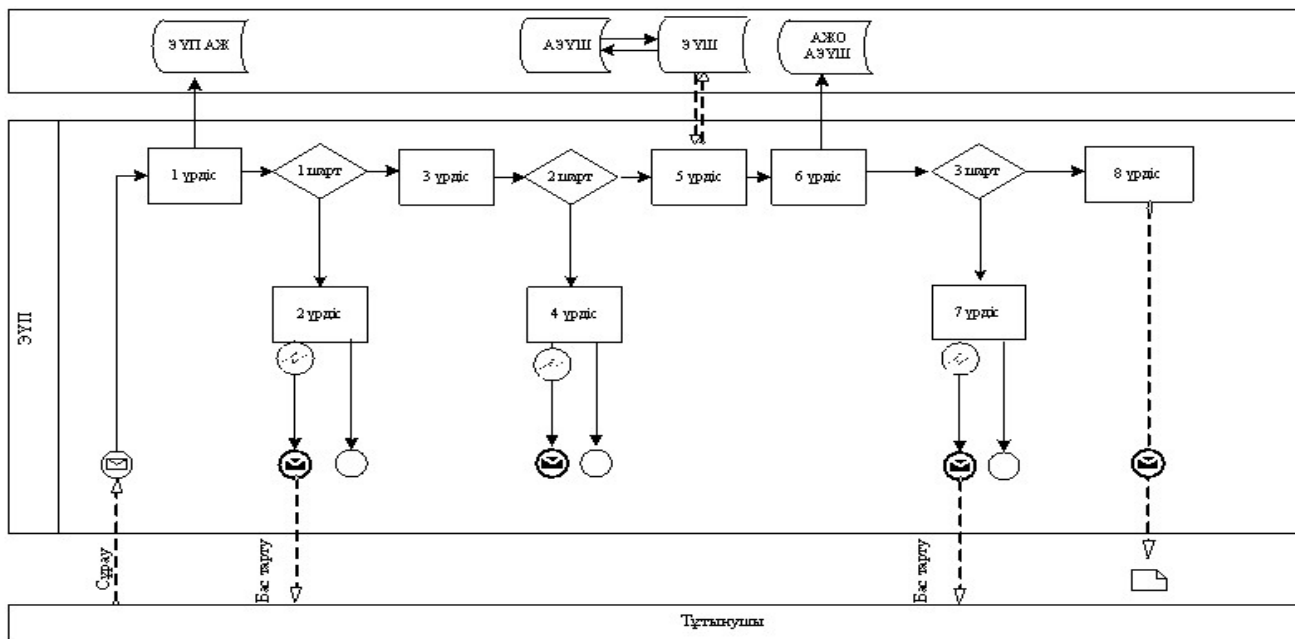 ЭҮП АЖ
АЭҮШ
ЭҮШ
АЖО
АЭҮШ
1 үрдіс
1 шарт
3 үрдіс
2 шарт
5 үрдіс
6 үрдіс
3 шарт
8 үрдіс
2 үрдіс
4 үрдіс
7 үрдіс
ЭҮП
Сұрау
Бас тарту
Бас тарту
Тұтынушы